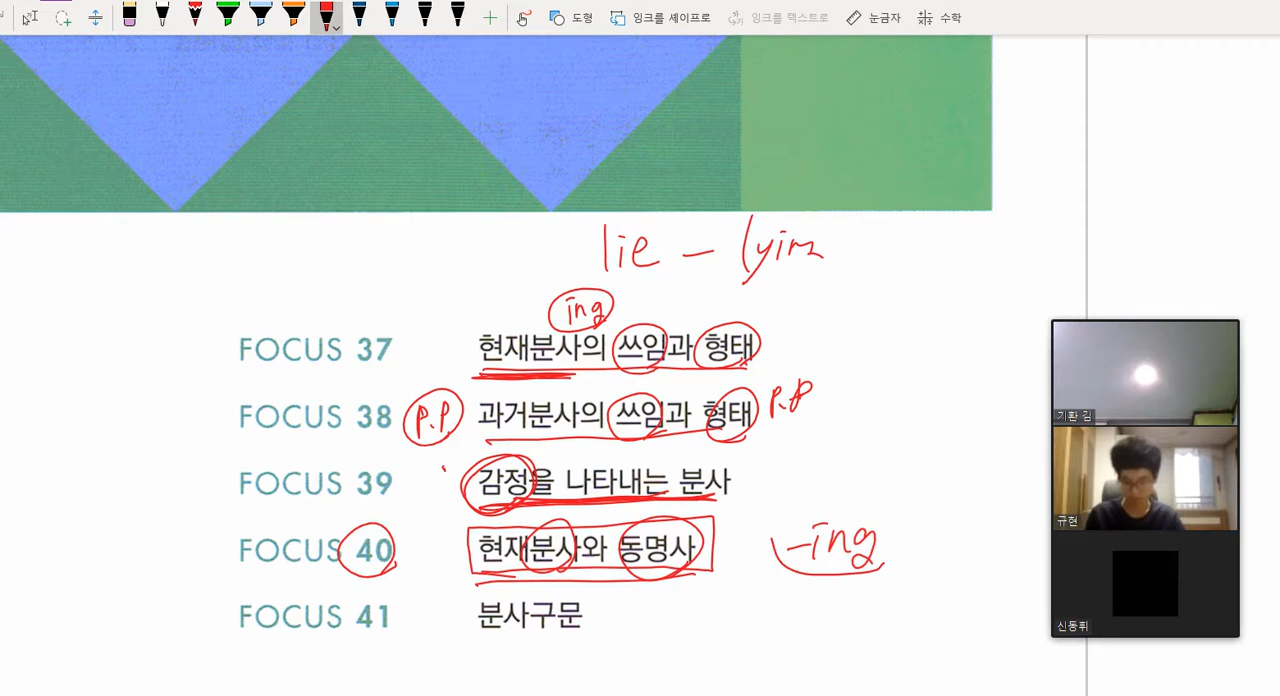 도형 잉크를 셰이프로 잉크를 텍스트로 눈금자 수학
lie - lying
ing
FOCUS 37 현재분사의 쓰임과 형태
P.P FOCUS 38 과거분사의 쓰임과 형태 P.P
FOCUS 39 감정을 나타내는 분사
FOCUS 40 현재분사와 동명사 -ing
FOCUS 41 분사구문
기환 김
규현
신동휘